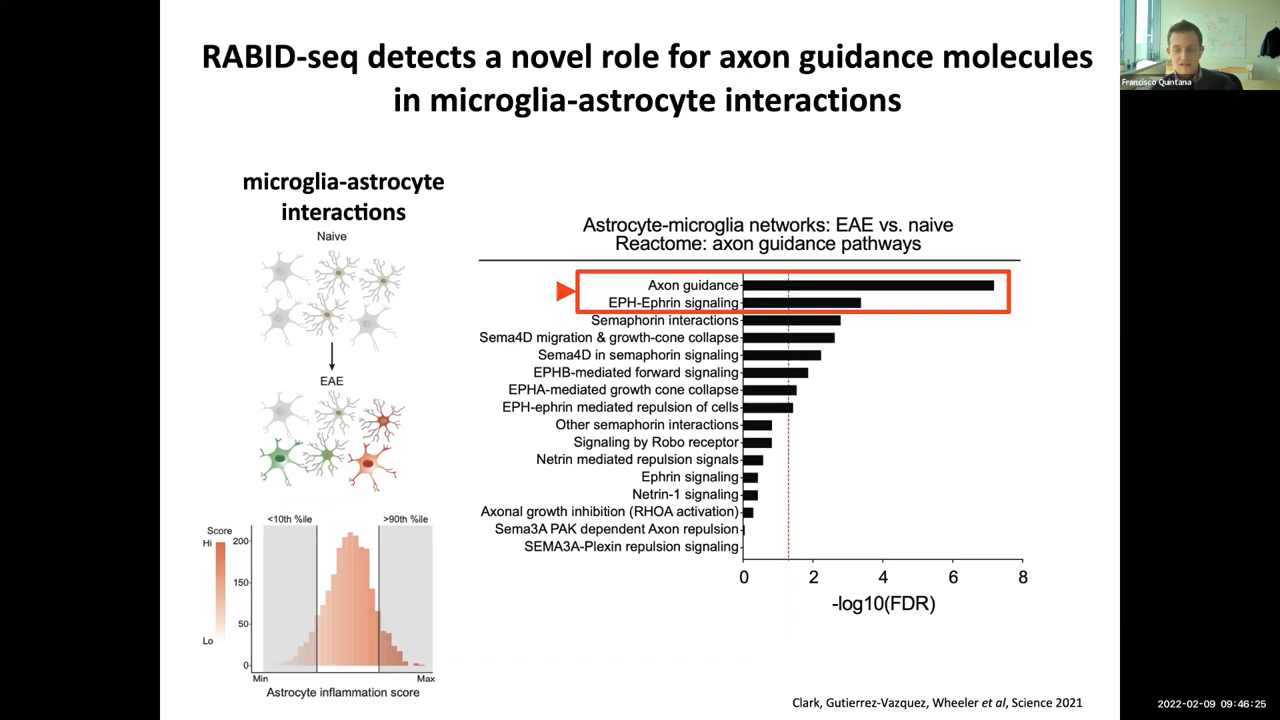 RABID-seq detects a novel role for axon guidance molecules
in microglia-astrocyte interactions
Francisco Quintana
microglia-astrocyte
interactions
Naive
EAE
Astrocyte-microglia networks: EAE vs. naive
Reactome: axon guidance pathways
Axon guidance
EPH-Ephrin signaling
Semaphorin interactions
Sema4D migration & growth-cone collapse
Sema4D in semaphorin signaling
EPHB-mediated forward signaling
EPHA-mediated growth cone collapse
EPH-ephrin mediated repulsion of cells
Other semaphorin interactions
Signaling by Robo receptor
Netrin mediated repulsion signals
Ephrin signaling
Netrin-1 signaling
Axonal growth inhibition (RHOA activation)
Sema3A PAK dependent Axon repulsion
SEMA3A-Plexin repulsion signaling
0 2 4 6 8
-log10(FDR)
<10th %ile >90th %ile
Score
Hi
Lo
200
150
50
0
Min Max
Astrocyte inflammation score
Clark, Gutierrez-Vazquez, Wheeler et al, Science 2021
2022-02-09 09:46:25